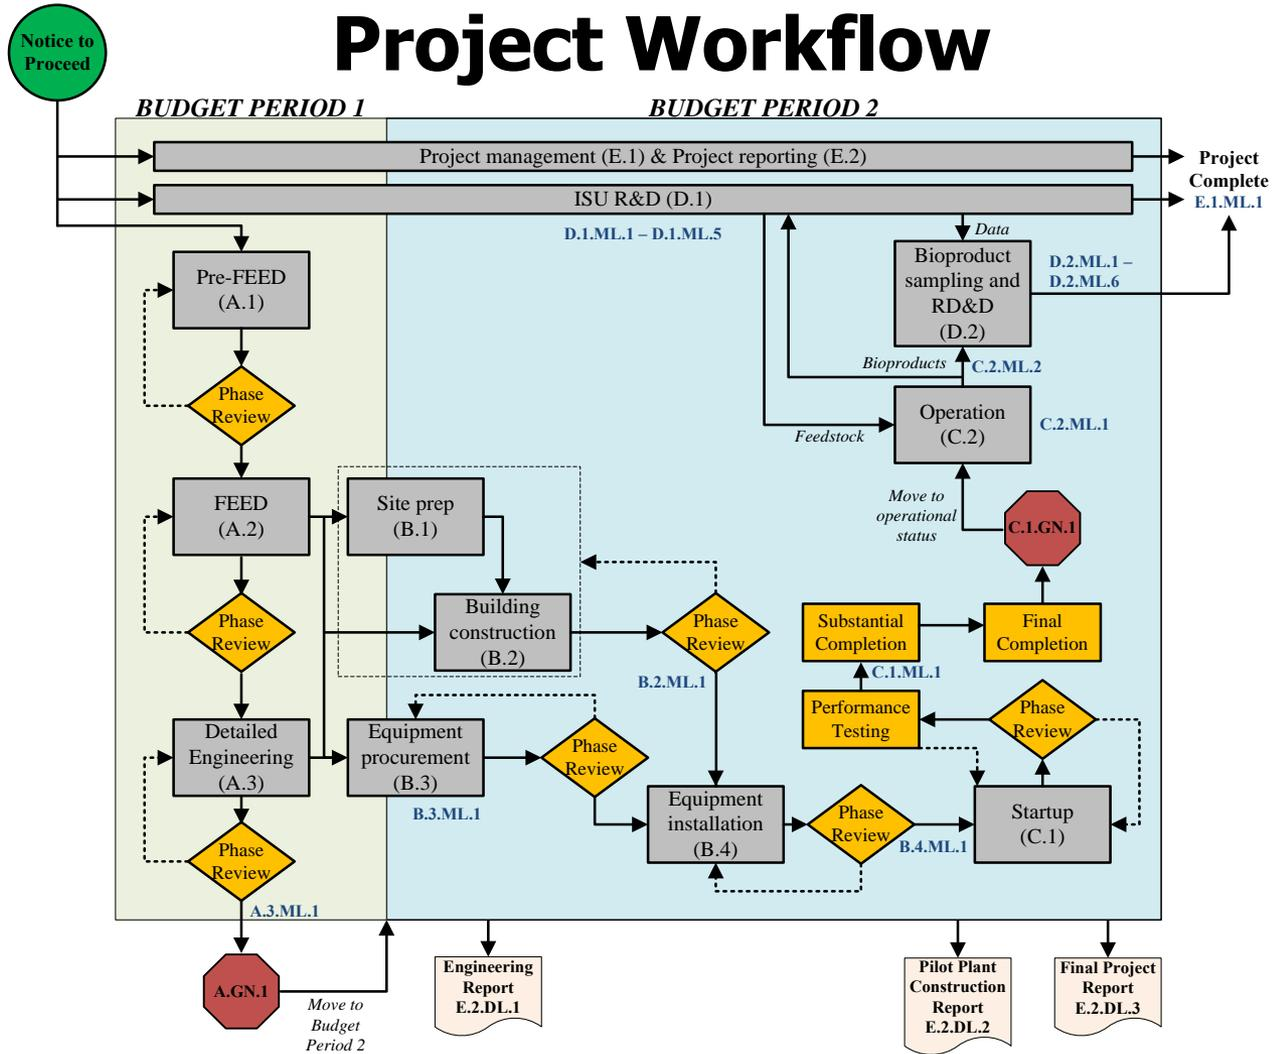 Notice to
Proceed
Project Workflow
BUDGET PERIOD 1
BUDGET PERIOD 2
Project management (E.1) & Project reporting (E.2)
ISU R&D (D.1)
Project
Complete
E.1.ML.1
D.1.ML.1 – D.1.ML.5
Data
Pre-FEED
(A.1)
Bioproduct
sampling and
RD&D
(D.2)
D.2.ML.1 –
D.2.ML.6
Phase
Review
Bioproducts
C.2.ML.2
Operation
(C.2)
C.2.ML.1
Feedstock
FEED
(A.2)
Site prep
(B.1)
Move to
operational
status
C.1.GN.1
Phase
Review
Building
construction
(B.2)
Phase
Review
B.2.ML.1
Substantial
Completion
Final
Completion
C.1.ML.1
Performance
Testing
Phase
Review
Detailed
Engineering
(A.3)
Equipment
procurement
(B.3)
B.3.ML.1
Phase
Review
Equipment
installation
(B.4)
Phase
Review
B.4.ML.1
Startup
(C.1)
Phase
Review
A.3.ML.1
A.GN.1
Move to
Budget
Period 2
Engineering
Report
E.2.DL.1
Pilot Plant
Construction
Report
E.2.DL.2
Final Project
Report
E.2.DL.3